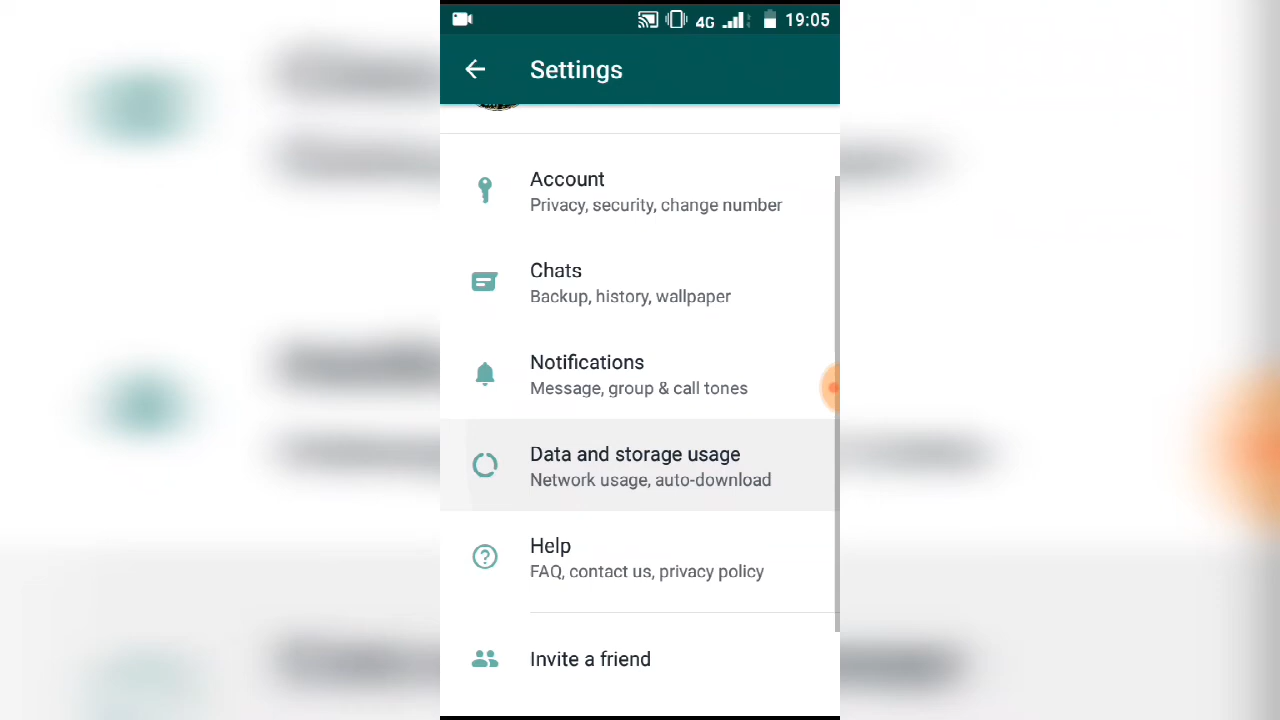 4G 19:05
Settings
Account
Privacy, security, change number
Chats
Backup, history, wallpaper
Notifications
Message, group & call tones
Data and storage usage
Network usage, auto-download
Help
FAQ, contact us, privacy policy
Invite a friend